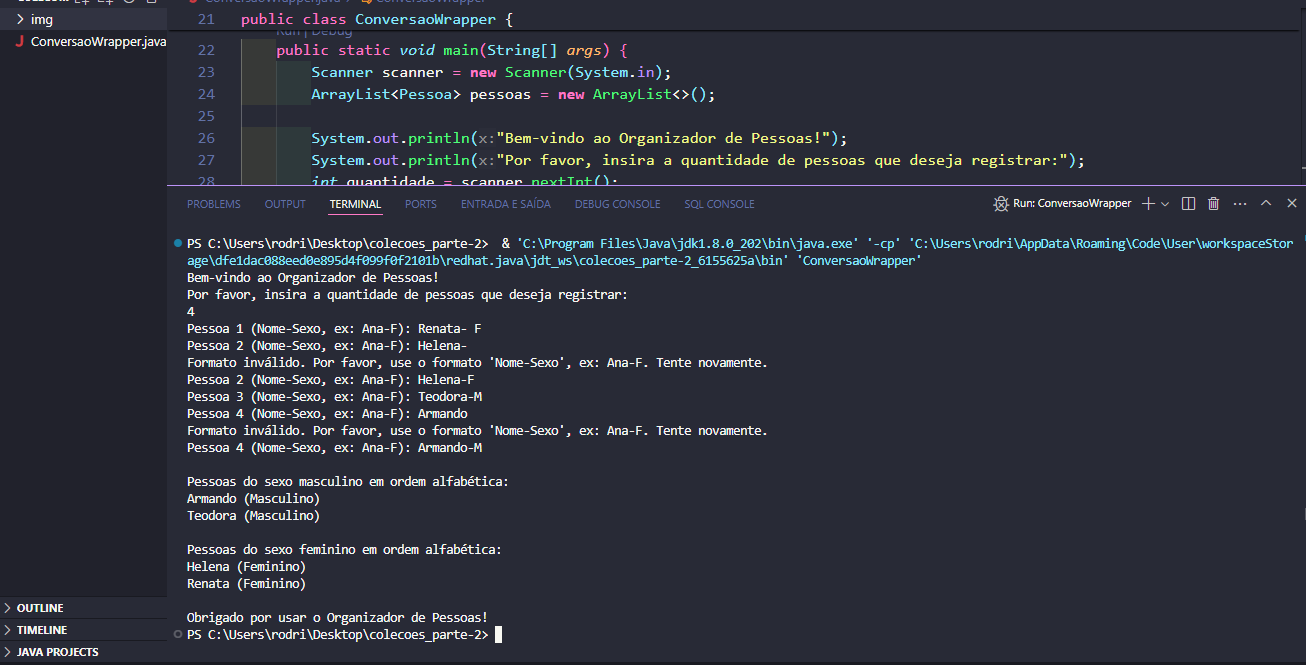 img
ConversaoWrapper.java
21 public class ConversaoWrapper {
Run | Debug
22 public static void main(String[] args) {
23 Scanner scanner = new Scanner(System.in);
24 ArrayList<Pessoa> pessoas = new ArrayList<>();
25
26 System.out.println(x:"Bem-vindo ao Organizador de Pessoas!");
27 System.out.println(x:"Por favor, insira a quantidade de pessoas que deseja registrar:");
28 int quantidade = scanner.nextInt();
PROBLEMS OUTPUT TERMINAL PORTS ENTRADA E SAÍDA DEBUG CONSOLE SQL CONSOLE Run: ConversaoWrapper
PS C:\Users\rodri\Desktop\colecoes_parte-2> & 'C:\Program Files\Java\jdk1.8.0_202\bin\java.exe' '-cp' 'C:\Users\rodri\AppData\Roaming\Code\User\workspaceStor
age\dfe1dac088eed0e895d4f099f0f2101b\redhat.java\jdt_ws\colecoes_parte-2_6155625a\bin' 'ConversaoWrapper'
Bem-vindo ao Organizador de Pessoas!
Por favor, insira a quantidade de pessoas que deseja registrar:
4
Pessoa 1 (Nome-Sexo, ex: Ana-F): Renata- F
Pessoa 2 (Nome-Sexo, ex: Ana-F): Helena-
Formato inválido. Por favor, use o formato 'Nome-Sexo', ex: Ana-F. Tente novamente.
Pessoa 2 (Nome-Sexo, ex: Ana-F): Helena-F
Pessoa 3 (Nome-Sexo, ex: Ana-F): Teodora-M
Pessoa 4 (Nome-Sexo, ex: Ana-F): Armando
Formato inválido. Por favor, use o formato 'Nome-Sexo', ex: Ana-F. Tente novamente.
Pessoa 4 (Nome-Sexo, ex: Ana-F): Armando-M
Pessoas do sexo masculino em ordem alfabética:
Armando (Masculino)
Teodora (Masculino)
Pessoas do sexo feminino em ordem alfabética:
Helena (Feminino)
Renata (Feminino)
Obrigado por usar o Organizador de Pessoas!
PS C:\Users\rodri\Desktop\colecoes_parte-2>
OUTLINE
TIMELINE
JAVA PROJECTS